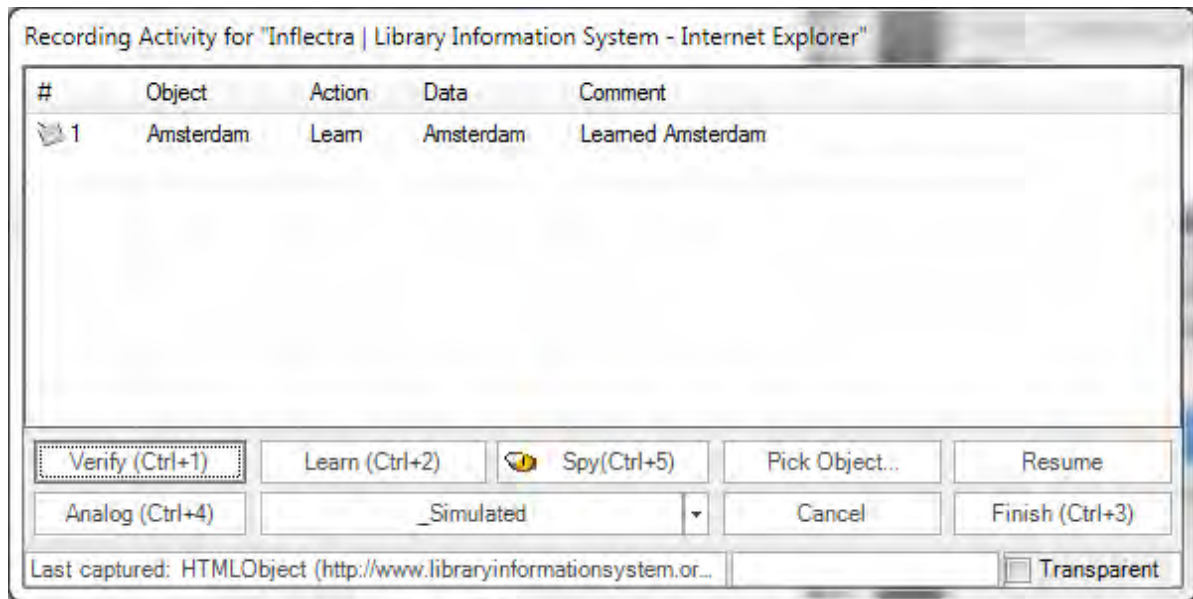 Recording Activity for "Inflectra | Library Information System - Internet Explorer"
# Object Action Data Comment
1 Amsterdam Learn Amsterdam Learned Amsterdam
Verify (Ctrl+1) Learn (Ctrl+2) Spy(Ctrl+5) Pick Object... Resume
Analog (Ctrl+4) _Simulated Cancel Finish (Ctrl+3)
Last captured: HTMLObject (http://www.libraryinformationsystem.or... Transparent